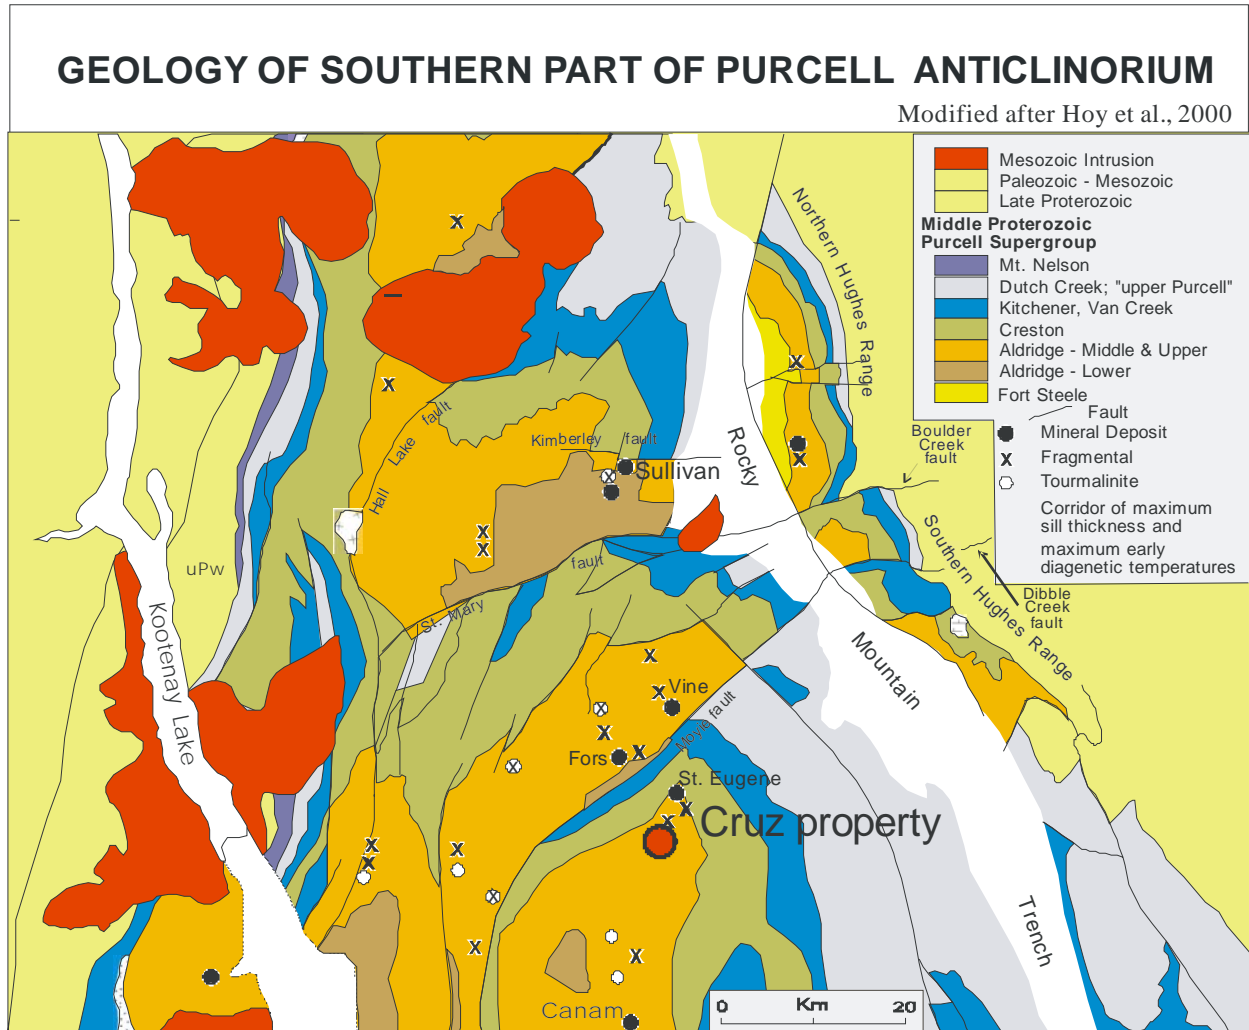 GEOLOGY OF SOUTHERN PART OF PURCELL ANTICLINORIUM
Modified after Hoy et al., 2000
Mesozoic Intrusion
Paleozoic - Mesozoic
Late Proterozoic
Middle Proterozoic
Purcell Supergroup
Mt. Nelson
Dutch Creek; "upper Purcell"
Kitchener, Van Creek
Creston
Aldridge - Middle & Upper
Aldridge - Lower
Fort Steele
Fault
Mineral Deposit
X Fragmental
Tourmalinite
Corridor of maximum
sill thickness and
maximum early
diagenetic temperatures
Northern Hughes Range
Boulder
Creek
fault
Southern Hughes Range
Dibble
Creek
fault
Hall Lake fault
Kimberley fault
Sullivan
Rocky
Mountain
Trench
St. Mary fault
uPw
Kootenay Lake
Vine
Moyie fault
Fors
St. Eugene
Cruz property
Canam
0 Km 20